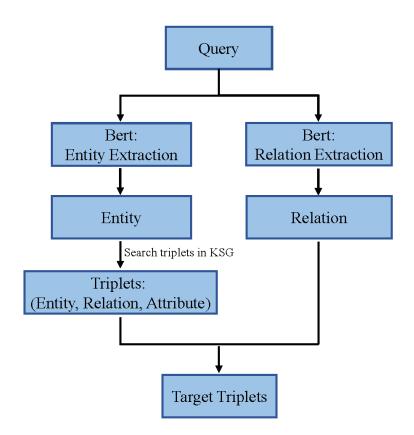 Query
Bert:
Entity Extraction
Bert:
Relation Extraction
Entity
Relation
Search triplets in KSG
Triplets:
(Entity, Relation, Attribute)
Target Triplets